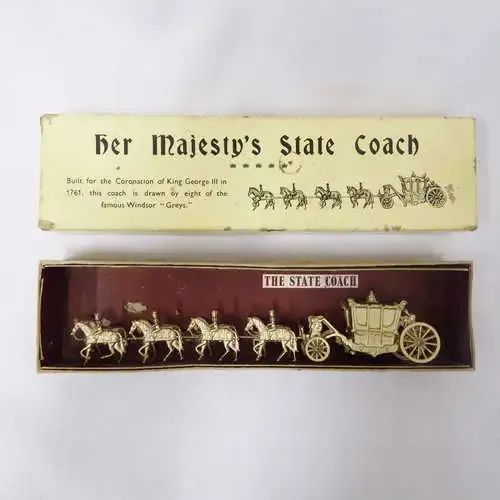 Her Majesty's State Coach
Built for the Coronation of King George III in
1761, this coach is drawn by eight of the
famous Windsor "Greys."
THE STATE COACH